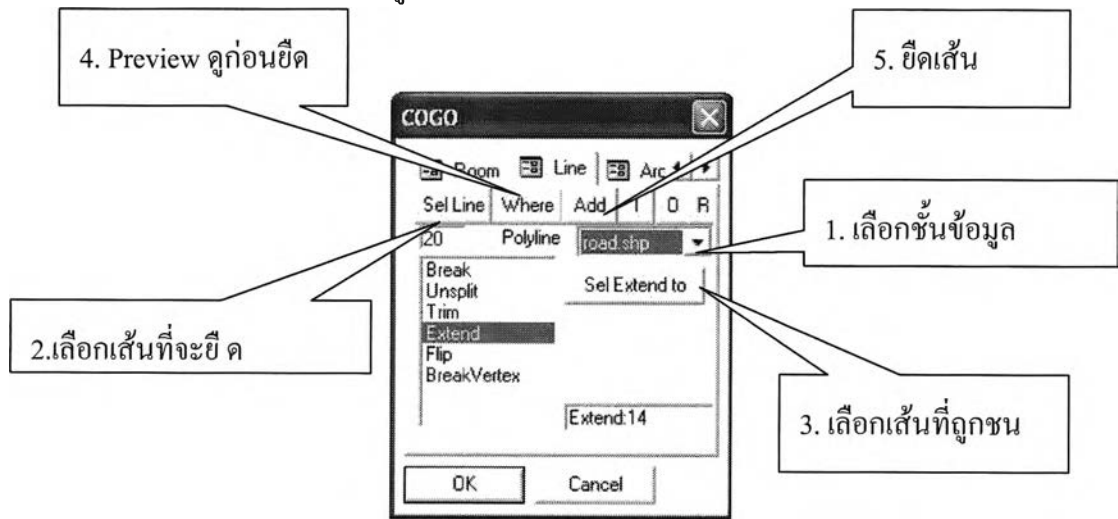 4. Preview ดูก่อนยืด
5. ยืดเส้น
COGO
Room Line Arc
Sel Line Where Add I O R
20 Polyline road.shp
1. เลือกชั้นข้อมูล
Break
Sel Extend to
Unsplit
Trim
Extend
2.เลือกเส้นที่จะยืด
Flip
BreakVertex
Extend:14
3. เลือกเส้นที่ถูกชน
OK Cancel